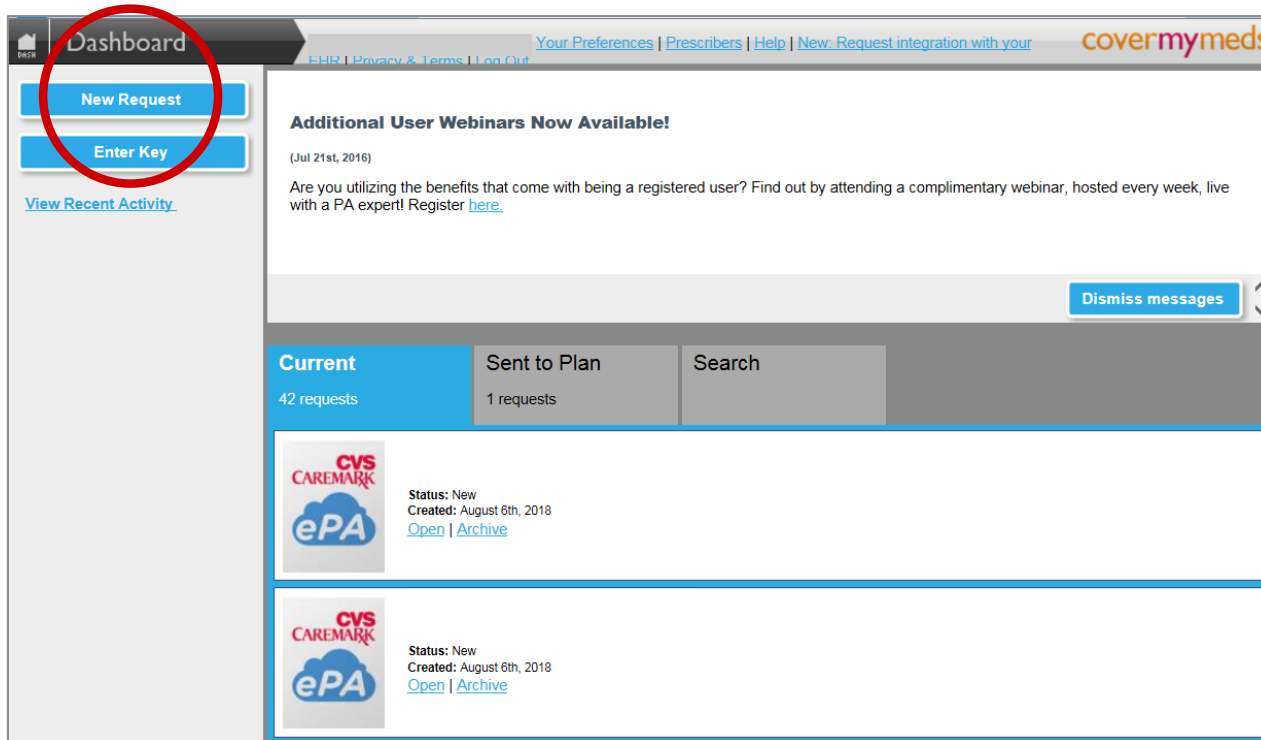 DASH
Dashboard
Your Preferences | Prescribers | Help | New: Request integration with your
EHR | Privacy & Terms | Log Out
covermymeds
New Request
Enter Key
View Recent Activity
Additional User Webinars Now Available!
(Jul 21st, 2016)
Are you utilizing the benefits that come with being a registered user? Find out by attending a complimentary webinar, hosted every week, live
with a PA expert! Register here.
Dismiss messages
Current
42 requests
Sent to Plan
1 requests
Search
CVS
CAREMARK
ePA
Status: New
Created: August 6th, 2018
Open | Archive
CVS
CAREMARK
ePA
Status: New
Created: August 6th, 2018
Open | Archive